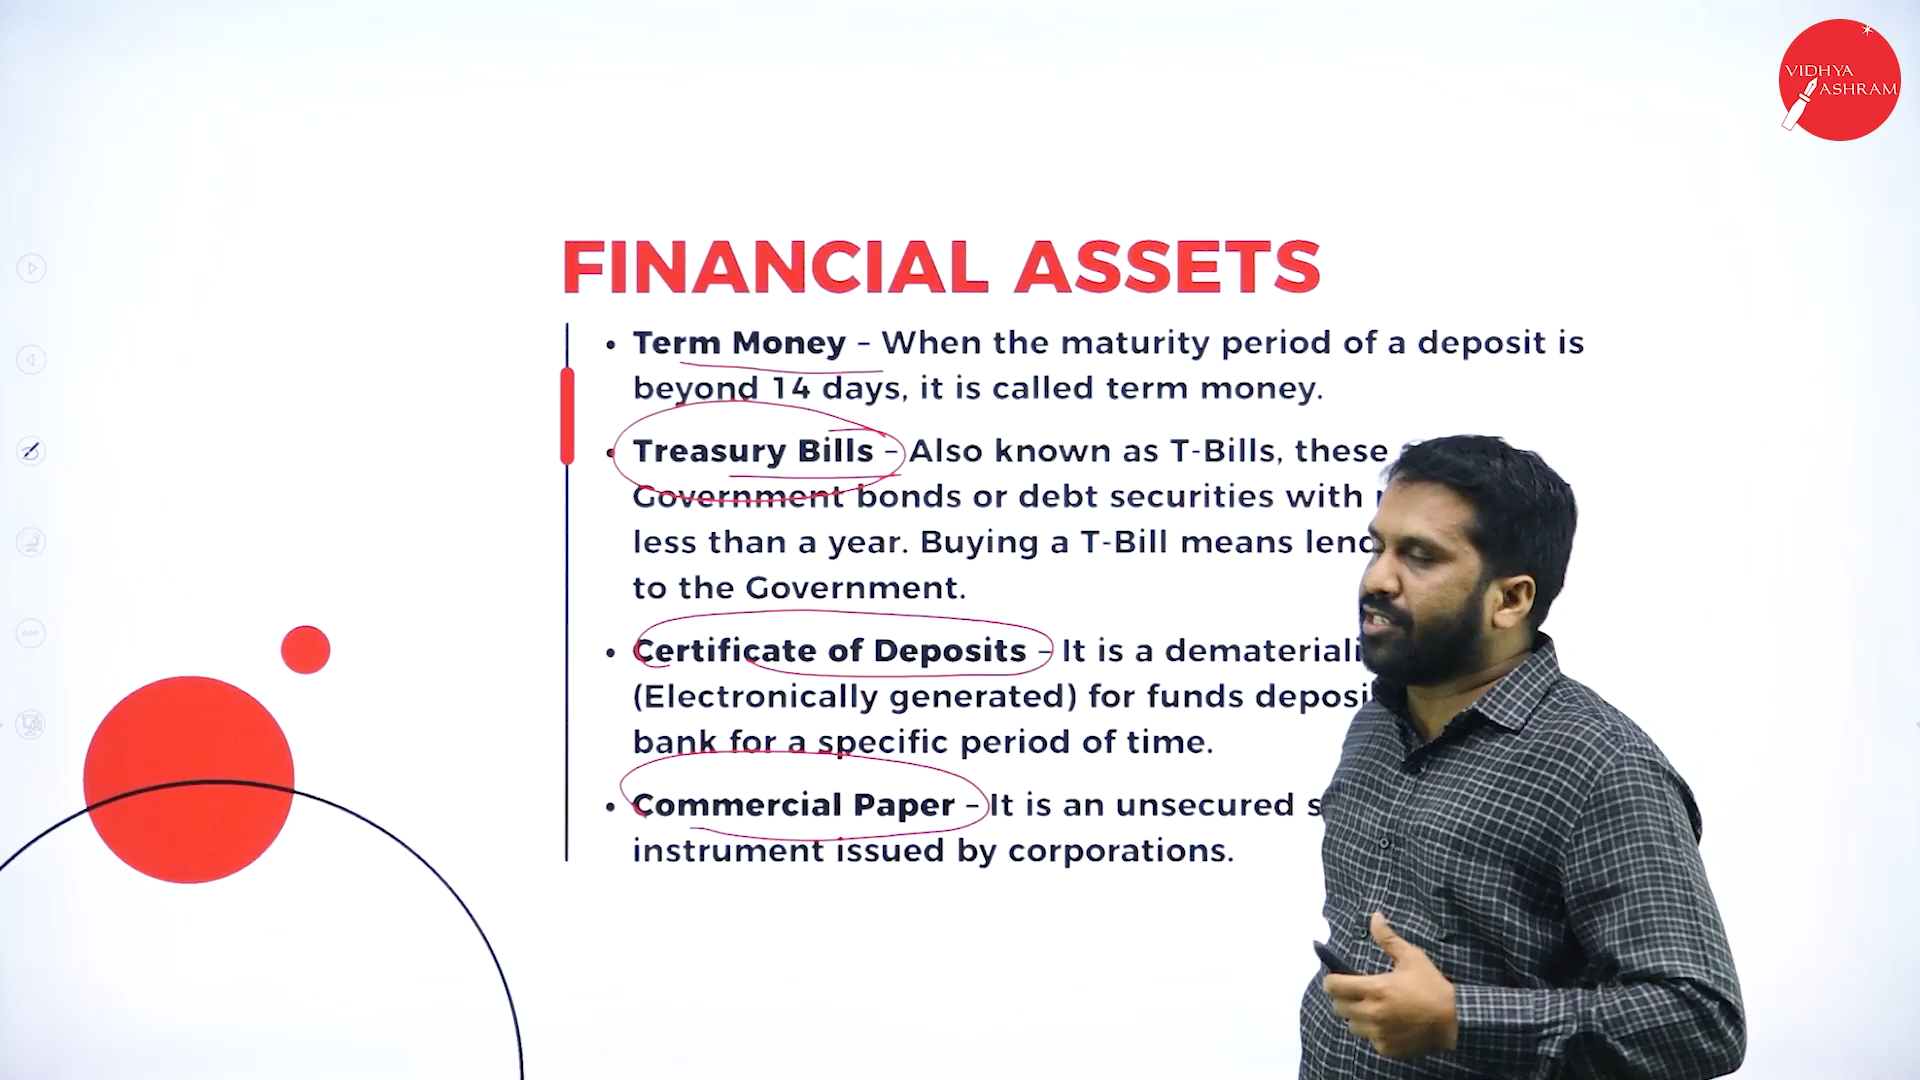 VIDHYA
ASHRAM
FINANCIAL ASSETS
• Term Money – When the maturity period of a deposit is
beyond 14 days, it is called term money.
• Treasury Bills – Also known as T-Bills, these
Government bonds or debt securities with
less than a year. Buying a T-Bill means
to the Government.
• Certificate of Deposits – It is a
(Electronically generated) for funds
bank for a specific period of time.
• Commercial Paper – It is an unsecured
instrument issued by corporations.